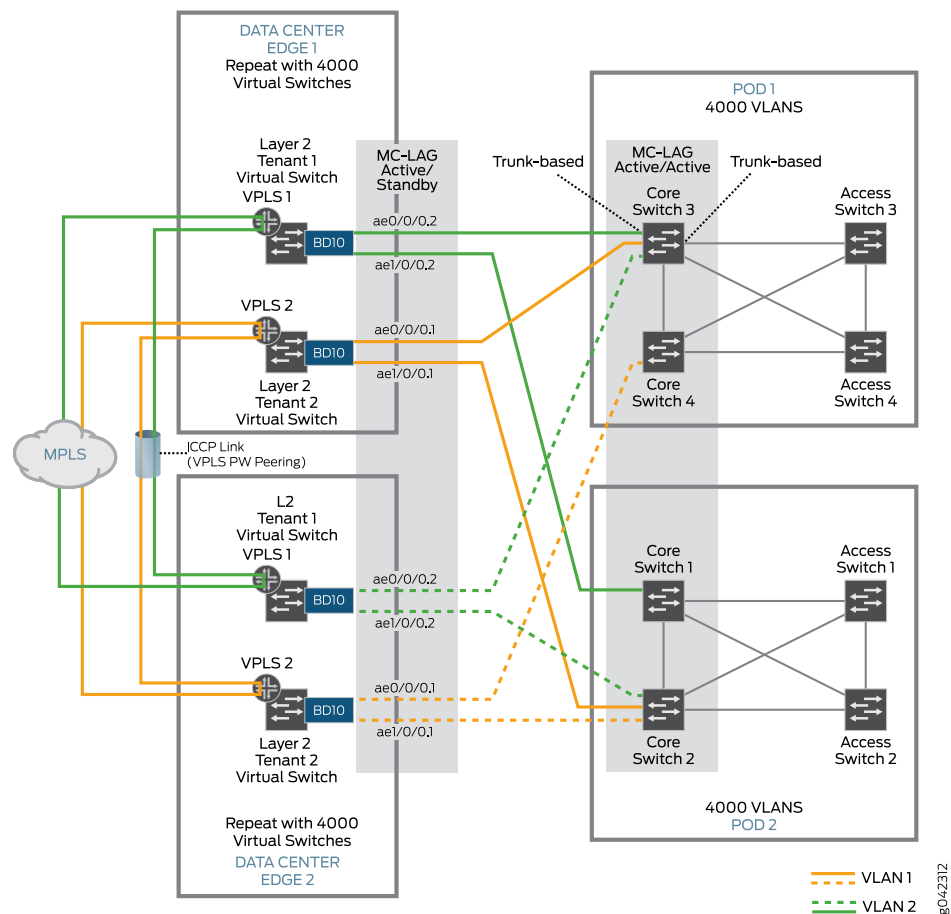 DATA CENTER
EDGE 1
Repeat with 4000
Virtual Switches
Layer 2
Tenant 1
Virtual Switch
VPLS 1
BD10
MC-LAG
Active/
Standby
ae0/0/0.2
ae1/0/0.2
VPLS 2
BD10
Layer 2
Tenant 2
Virtual Switch
ae0/0/0.1
ae1/0/0.1
POD 1
4000 VLANS
Trunk-based
MC-LAG
Active/Active
Trunk-based
Core
Switch 3
Access
Switch 3
Core
Switch 4
Access
Switch 4
MPLS
ICCP Link
(VPLS PW Peering)
L2
Tenant 1
Virtual Switch
VPLS 1
BD10
ae0/0/0.2
ae1/0/0.2
VPLS 2
BD10
Layer 2
Tenant 2
Virtual Switch
ae0/0/0.1
ae1/0/0.1
Repeat with 4000
Virtual Switches
DATA CENTER
EDGE 2
Core
Switch 1
Access
Switch 1
Core
Switch 2
Access
Switch 2
4000 VLANS
POD 2
VLAN 1
VLAN 2
g042312